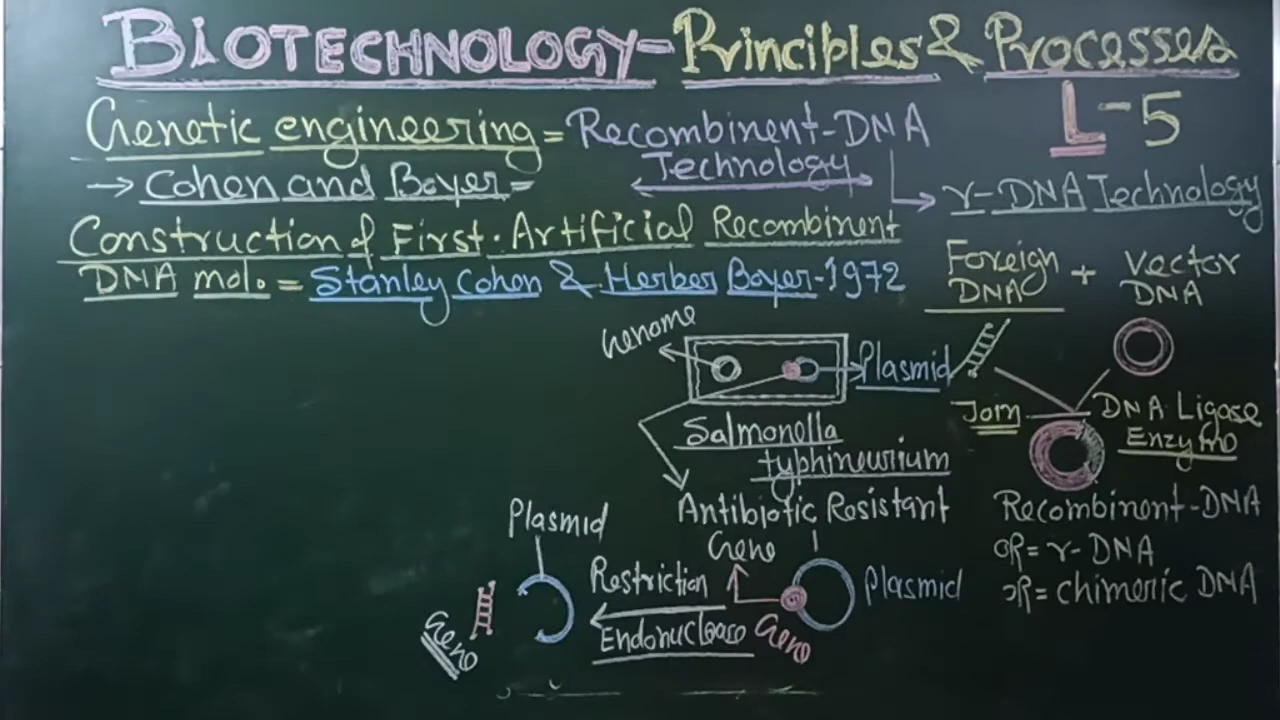 BIOTECHNOLOGY-Principles & Processes
L-5
Genetic engineering = Recombinent-DNA
Technology
→ Cohen and Boyer=
r-DNA Technology
Construction of First. Artificial Recombinent
DNA mol. = Stanley Cohen & Herber Boyer-1972
Foreign DNA + Vector DNA
Genome
Plasmid
Join
DNA Ligase
Enzyme
Salmonella
typhineurium
Antibiotic Resistant
Gene
Recombinent-DNA
OR = r-DNA
OR = chimeric DNA
Plasmid
Restriction
Endonuclease
Gene
Plasmid
Gene